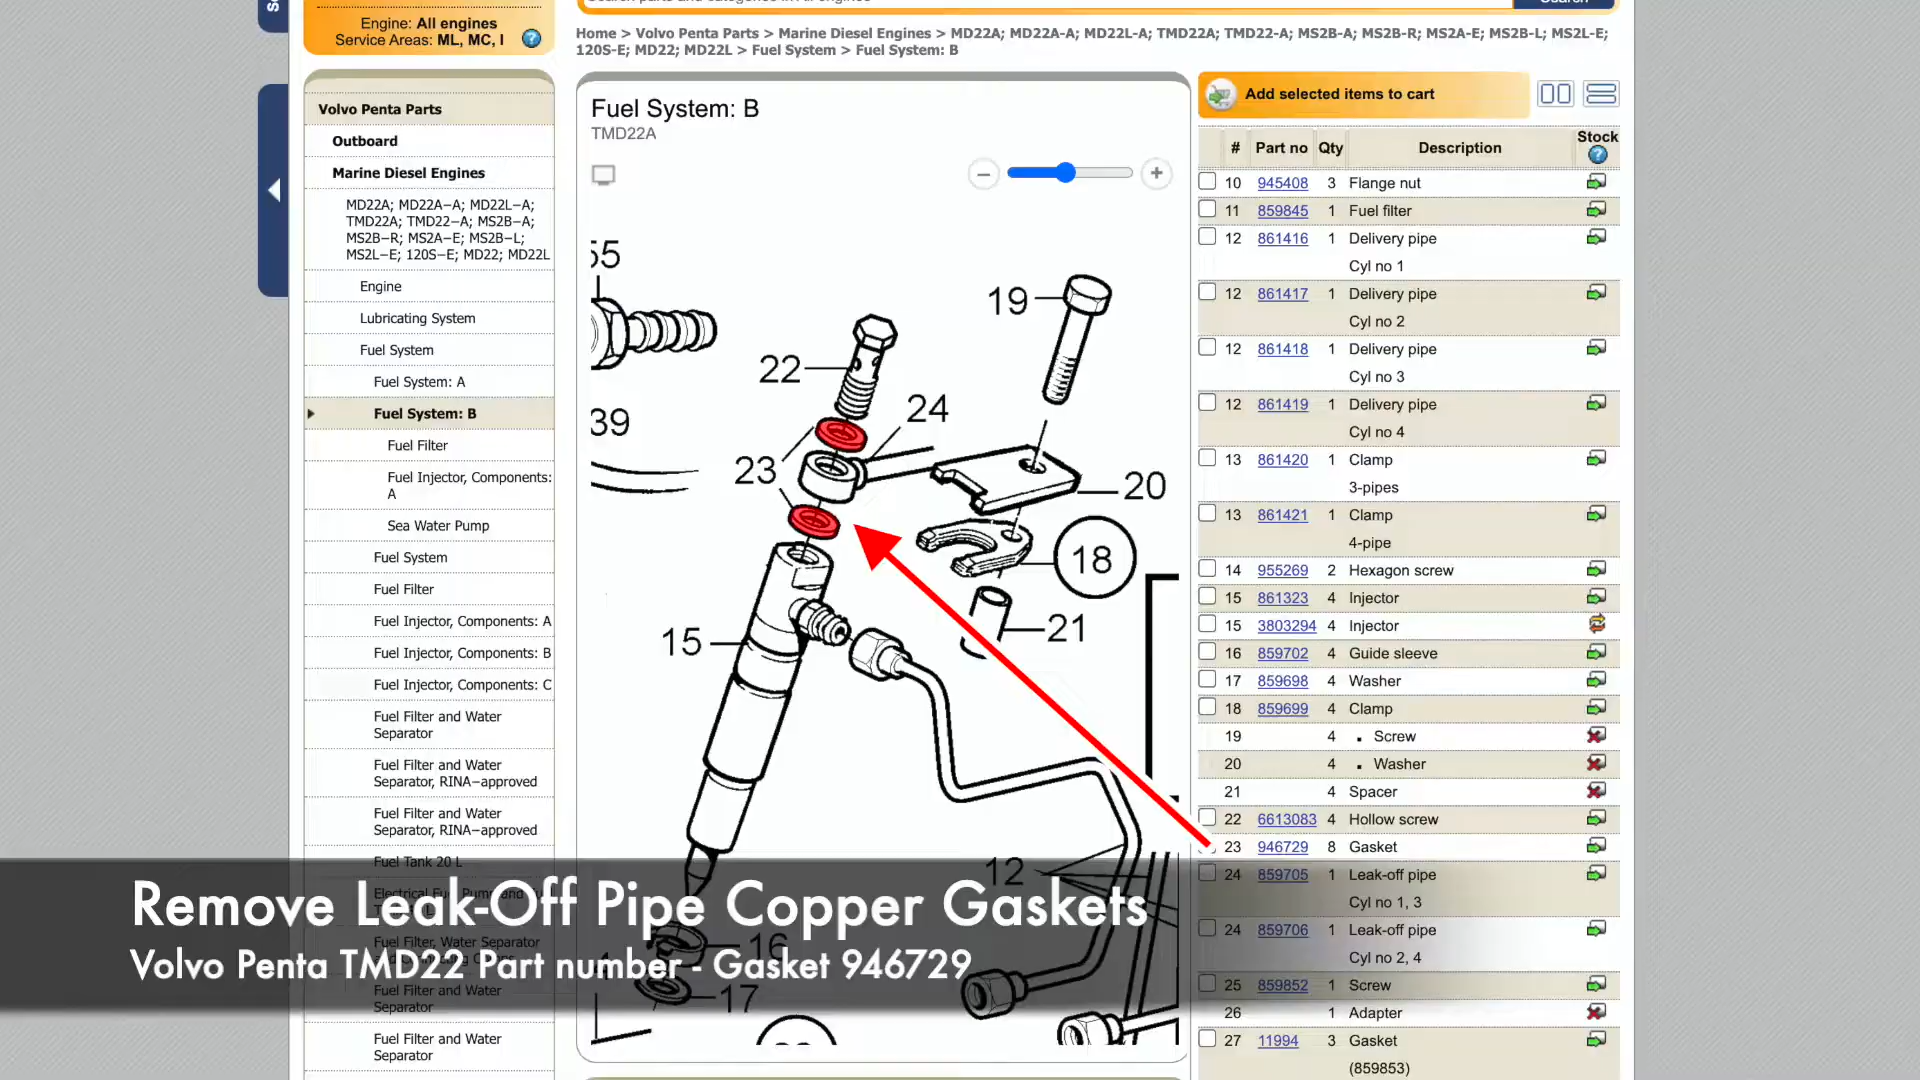 Engine: All engines
Service Areas: ML, MC, I
Search
Home > Volvo Penta Parts > Marine Diesel Engines > MD22A; MD22A-A; MD22L-A; TMD22A; TMD22-A; MS2B-A; MS2B-R; MS2A-E; MS2B-L; MS2L-E;
120S-E; MD22; MD22L > Fuel System > Fuel System: B
Volvo Penta Parts
Outboard
Marine Diesel Engines
MD22A; MD22A-A; MD22L-A;
TMD22A; TMD22-A; MS2B-A;
MS2B-R; MS2A-E; MS2B-L;
MS2L-E; 120S-E; MD22; MD22L
Engine
Lubricating System
Fuel System
Fuel System: A
Fuel System: B
Fuel Filter
Fuel Injector, Components:
A
Sea Water Pump
Fuel System
Fuel Filter
Fuel Injector, Components: A
Fuel Injector, Components: B
Fuel Injector, Components: C
Fuel Filter and Water
Separator
Fuel Filter and Water
Separator, RINA-approved
Fuel Filter and Water
Separator, RINA-approved
Fuel Tank 20 L
Fuel Filter, Water Separator
Fuel Filter and Water
Separator
Fuel Filter and Water
Separator
Fuel System: B
TMD22A
55
19
22
24
39
23
20
18
21
15
12
16
17
Add selected items to cart
# Part no Qty Description Stock
10 945408 3 Flange nut
11 859845 1 Fuel filter
12 861416 1 Delivery pipe
Cyl no 1
12 861417 1 Delivery pipe
Cyl no 2
12 861418 1 Delivery pipe
Cyl no 3
12 861419 1 Delivery pipe
Cyl no 4
13 861420 1 Clamp
3-pipes
13 861421 1 Clamp
4-pipe
14 955269 2 Hexagon screw
15 861323 4 Injector
15 3803294 4 Injector
16 859702 4 Guide sleeve
17 859698 4 Washer
18 859699 4 Clamp
19 4 Screw
20 4 Washer
21 4 Spacer
22 6613083 4 Hollow screw
23 946729 8 Gasket
24 859705 1 Leak-off pipe
Cyl no 1, 3
24 859706 1 Leak-off pipe
Cyl no 2, 4
25 859852 1 Screw
26 1 Adapter
27 11994 3 Gasket
(859853)
Remove Leak-Off Pipe Copper Gaskets
Volvo Penta TMD22 Part number - Gasket 946729